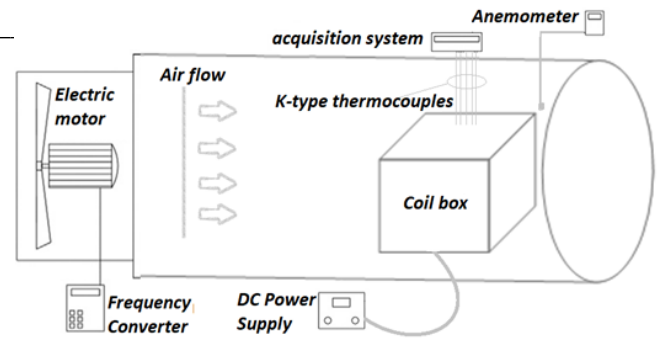 Anemometer
acquisition system
Air flow
K-type thermocouples
Electric
motor
Coil box
Frequency
Converter
DC Power
Supply